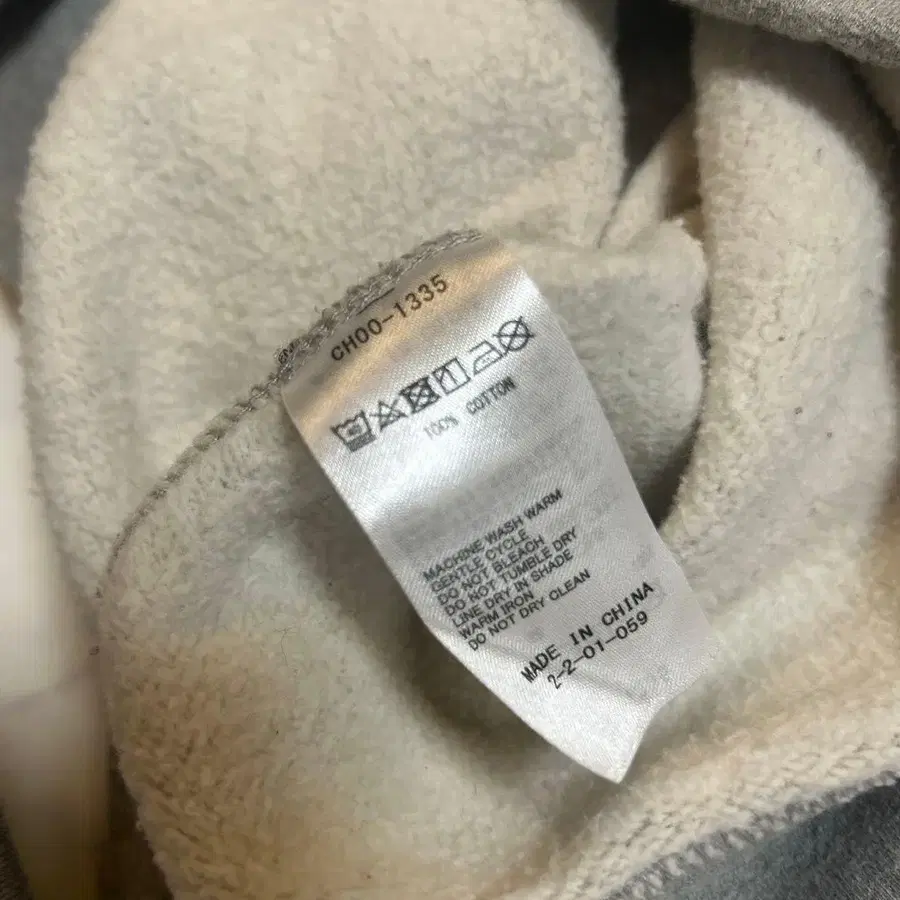 CH00-1335
100% COTTON
MACHINE WASH WARM
GENTLE CYCLE
DO NOT BLEACH
DO NOT TUMBLE DRY
LINE DRY IN SHADE
WARM IRON
DO NOT DRY CLEAN
MADE IN CHINA
2-2-01-059